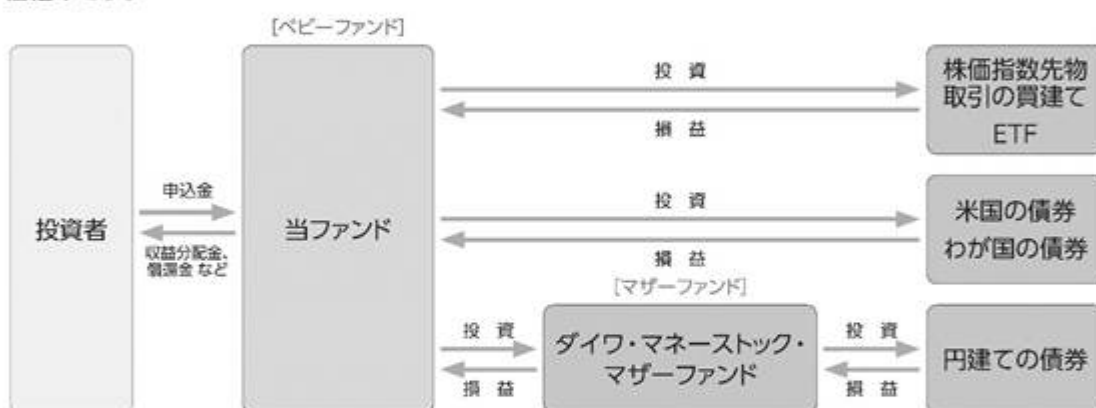 [ベビーファンド]
投資者
申込金
収益分配金、
償還金 など
当ファンド
投 資
損 益
株価指数先物
取引の買建て
ETF
投 資
損 益
米国の債券
わが国の債券
[マザーファンド]
投 資
損 益
ダイワ・マネーストック・
マザーファンド
投 資
損 益
円建ての債券